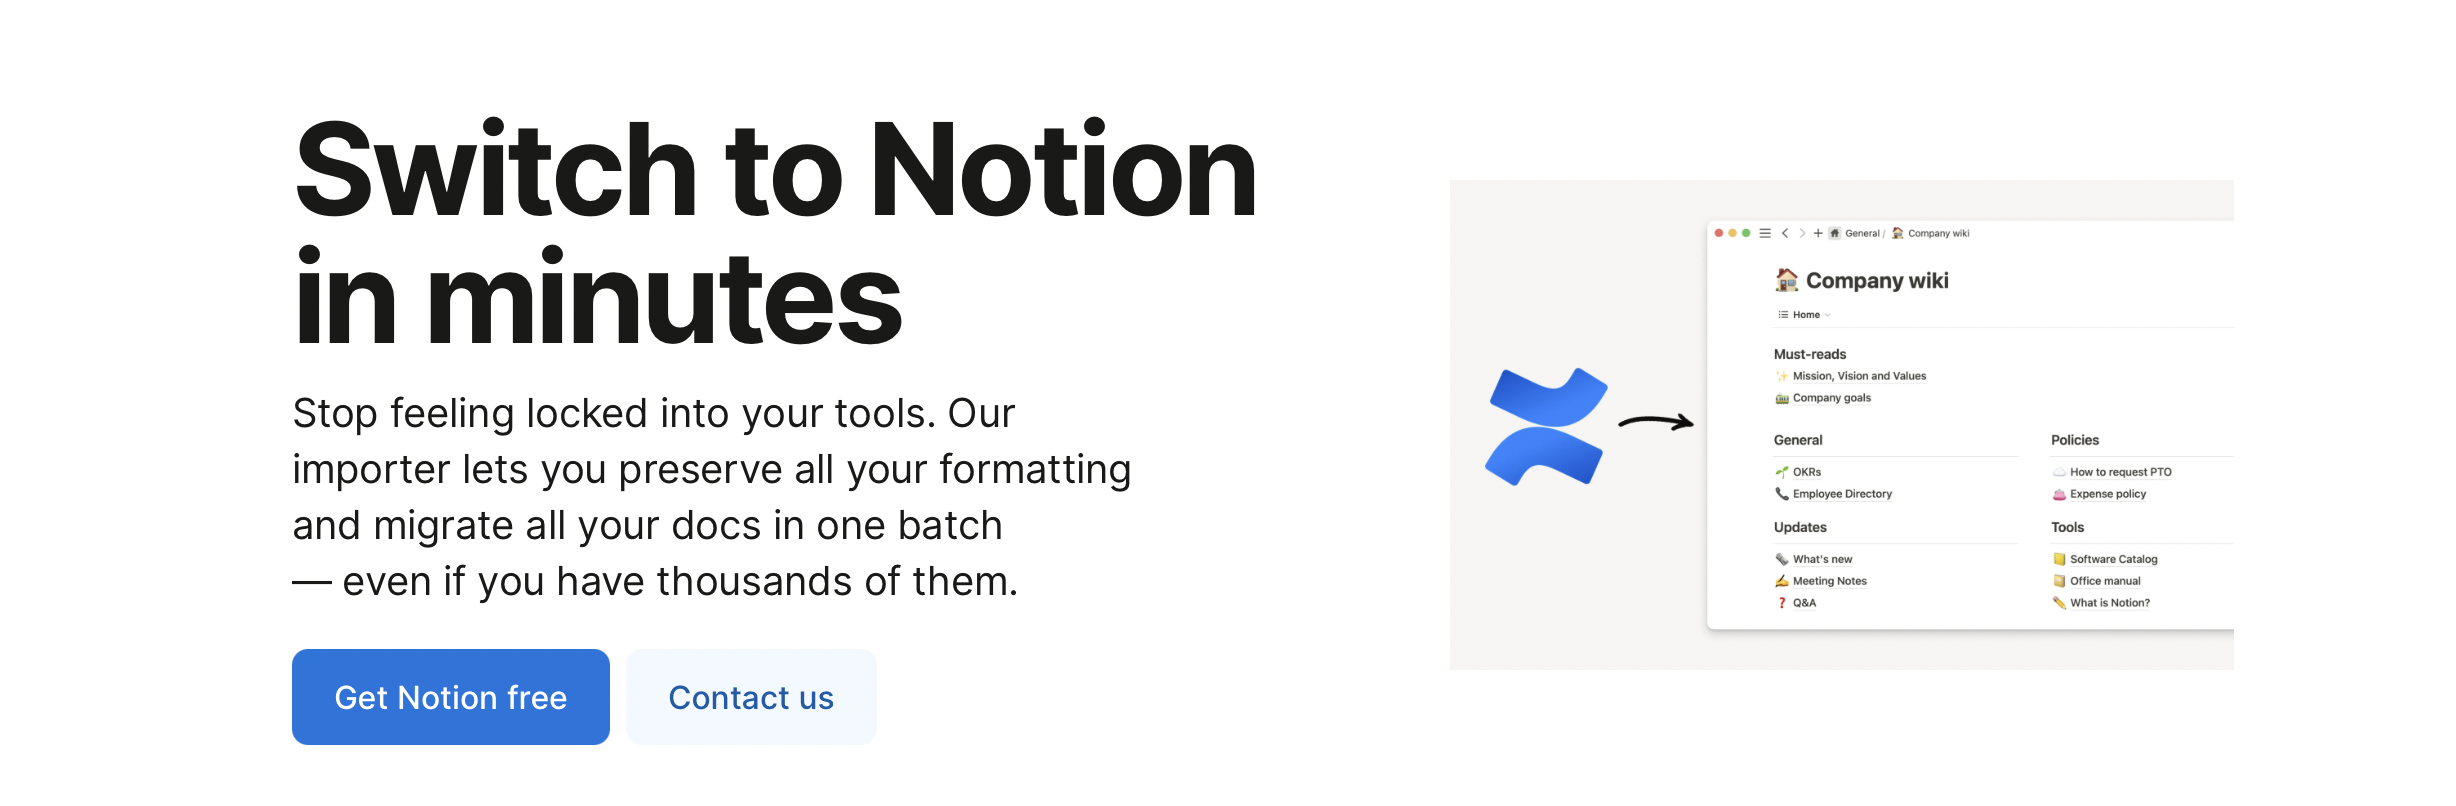 Switch to Notion
in minutes
Stop feeling locked into your tools. Our
importer lets you preserve all your formatting
and migrate all your docs in one batch
— even if you have thousands of them.
Get Notion free
Contact us
General / Company wiki
Company wiki
Home
Must-reads
Mission, Vision and Values
Company goals
General
OKRs
Employee Directory
Policies
How to request PTO
Expense policy
Updates
What's new
Meeting Notes
Q&A
Tools
Software Catalog
Office manual
What is Notion?